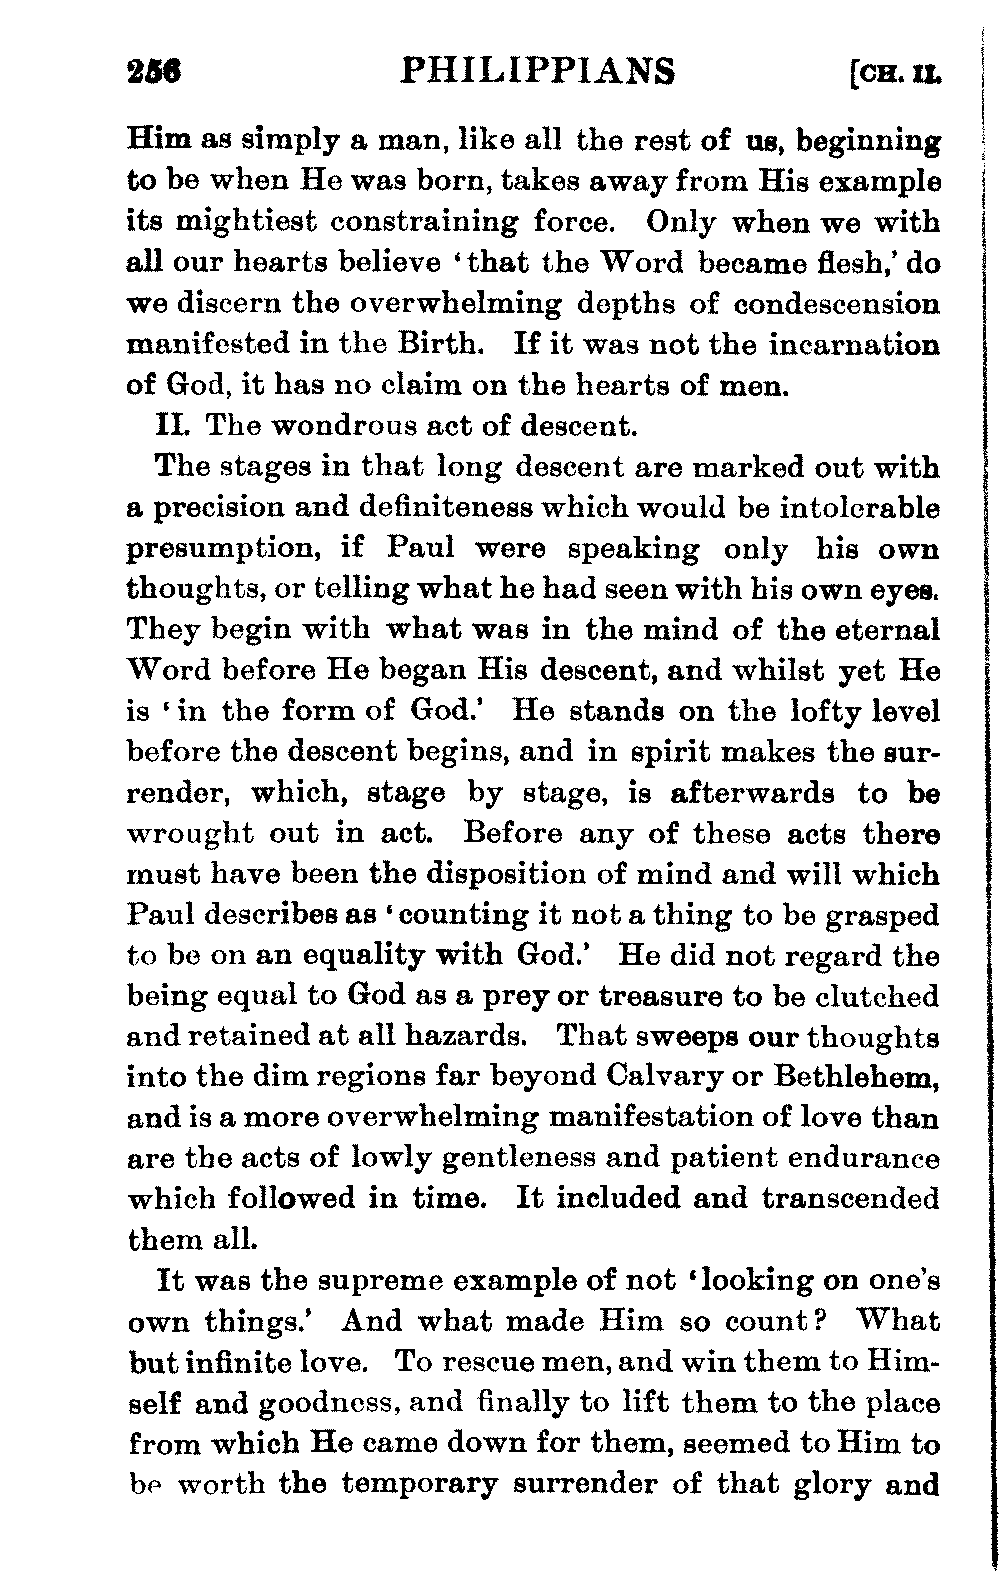 256 PHILIPPIANS [CH. II.
Him as simply a man, like all the rest of us, beginning
to be when He was born, takes away from His example
its mightiest constraining force. Only when we with
all our hearts believe ‘that the Word became flesh,’ do
we discern the overwhelming depths of condescension
manifested in the Birth. If it was not the incarnation
of God, it has no claim on the hearts of men.
II. The wondrous act of descent.
The stages in that long descent are marked out with
a precision and definiteness which would be intolerable
presumption, if Paul were speaking only his own
thoughts, or telling what he had seen with his own eyes.
They begin with what was in the mind of the eternal
Word before He began His descent, and whilst yet He
is ‘in the form of God.’ He stands on the lofty level
before the descent begins, and in spirit makes the sur-
render, which, stage by stage, is afterwards to be
wrought out in act. Before any of these acts there
must have been the disposition of mind and will which
Paul describes as ‘counting it not a thing to be grasped
to be on an equality with God.’ He did not regard the
being equal to God as a prey or treasure to be clutched
and retained at all hazards. That sweeps our thoughts
into the dim regions far beyond Calvary or Bethlehem,
and is a more overwhelming manifestation of love than
are the acts of lowly gentleness and patient endurance
which followed in time. It included and transcended
them all.
It was the supreme example of not ‘looking on one’s
own things.’ And what made Him so count? What
but infinite love. To rescue men, and win them to Him-
self and goodness, and finally to lift them to the place
from which He came down for them, seemed to Him to
be worth the temporary surrender of that glory and